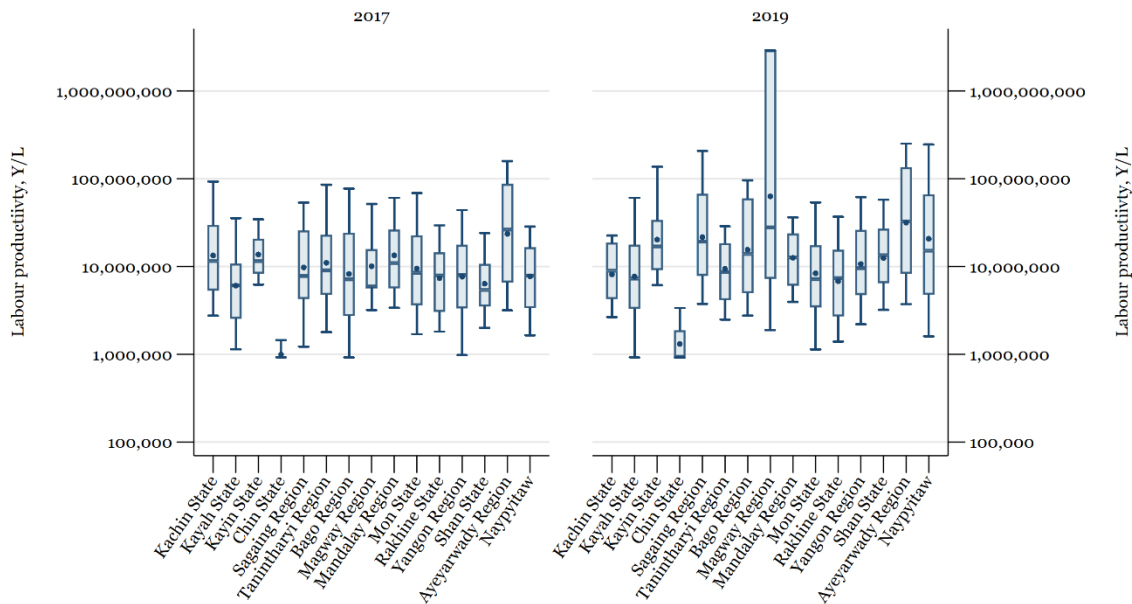 2017
2019
Labour productivty, Y/L
1,000,000,000
100,000,000
10,000,000
1,000,000
100,000
Kachin State
Kayah State
Kayin State
Chin State
Sagaing Region
Tanintharyi Region
Bago Region
Magway Region
Mandalay Region
Mon State
Rakhine State
Yangon Region
Shan State
Ayeyarwady Region
Naypyitaw
Kachin State
Kayah State
Kayin State
Chin State
Sagaing Region
Tanintharyi Region
Bago Region
Magway Region
Mandalay Region
Mon State
Rakhine State
Yangon Region
Shan State
Ayeyarwady Region
Naypyitaw
1,000,000,000
100,000,000
10,000,000
1,000,000
100,000
Labour productivty, Y/L